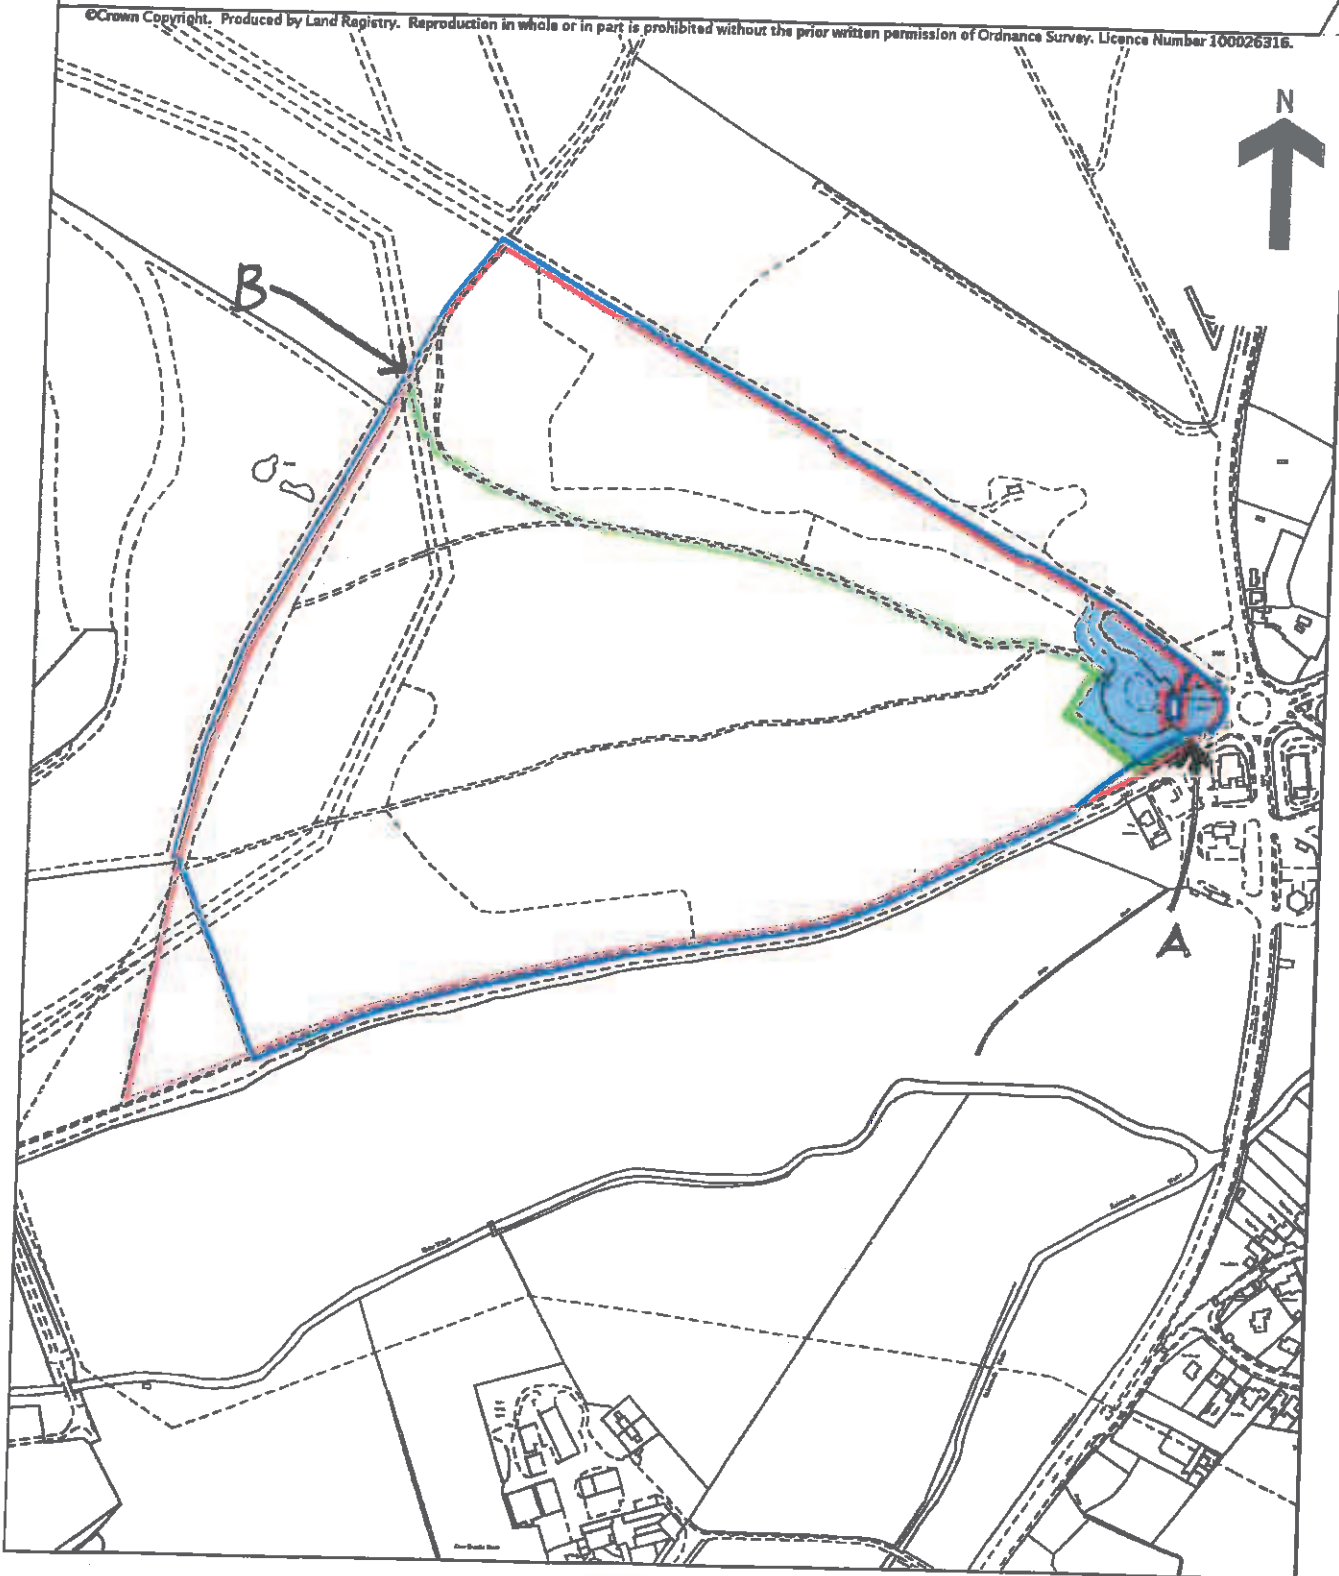 ©Crown Copyright. Produced by Land Registry. Reproduction in whole or in part is prohibited without the prior written permission of Ordnance Survey. Licence Number 100026316.
N
B
A